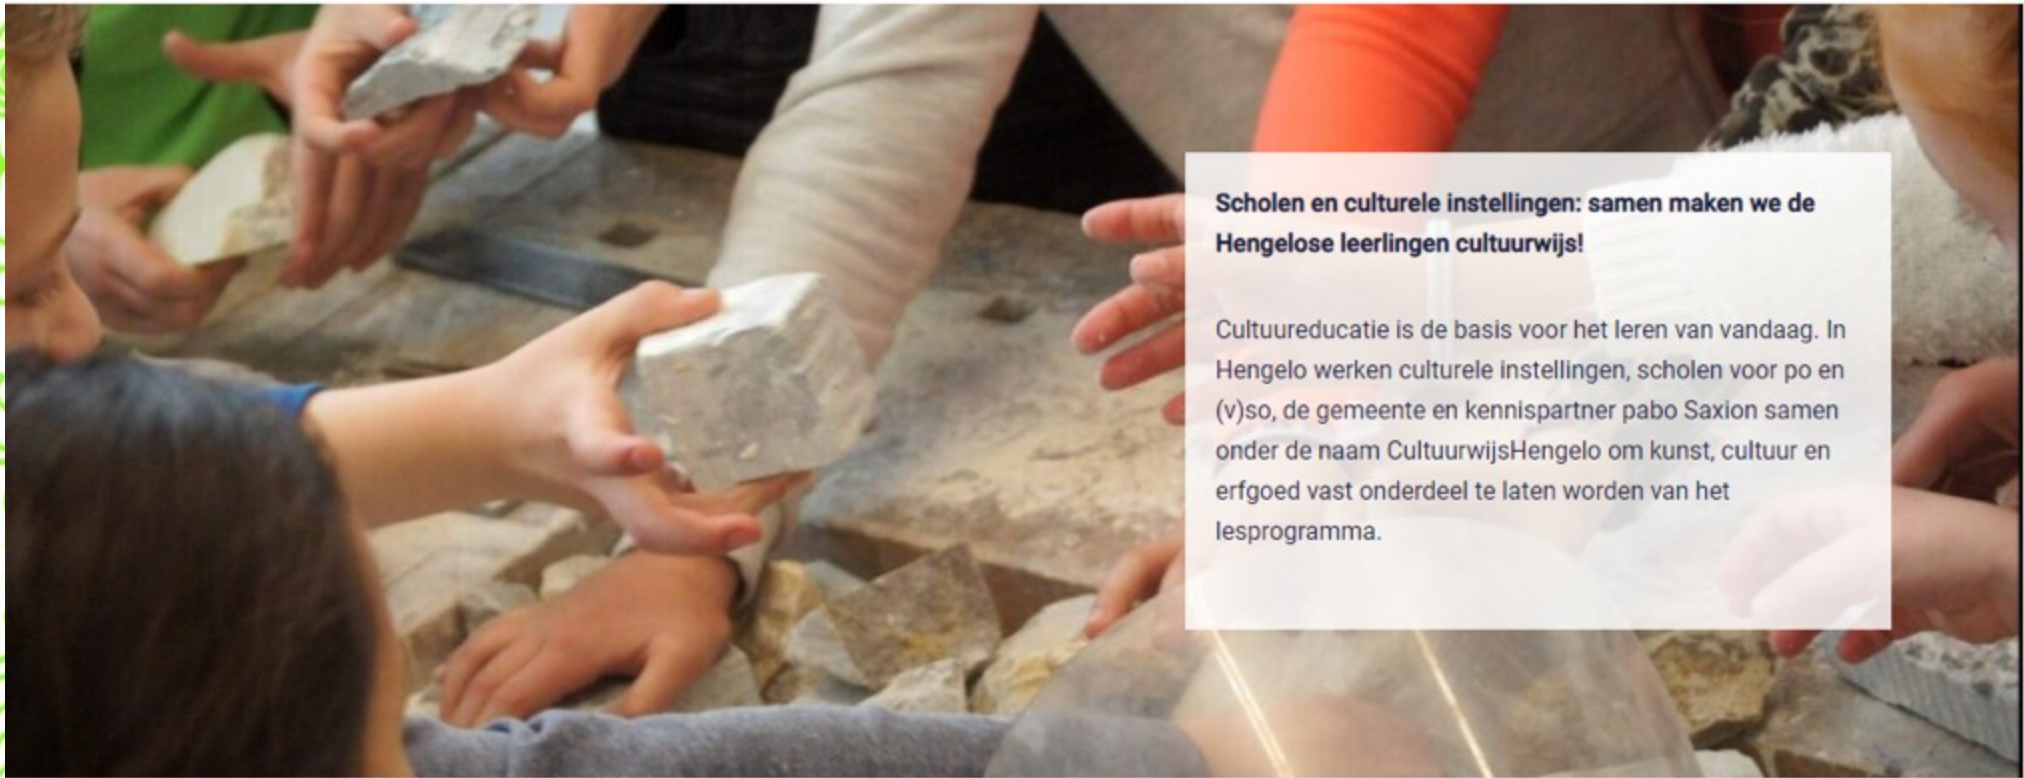 Scholen en culturele instellingen: samen maken we de
Hengelose leerlingen cultuurwijs!
Cultuureducatie is de basis voor het leren van vandaag. In
Hengelo werken culturele instellingen, scholen voor po en
(v)so, de gemeente en kennispartner pabo Saxion samen
onder de naam CultuurwijsHengelo om kunst, cultuur en
erfgoed vast onderdeel te laten worden van het
lesprogramma.